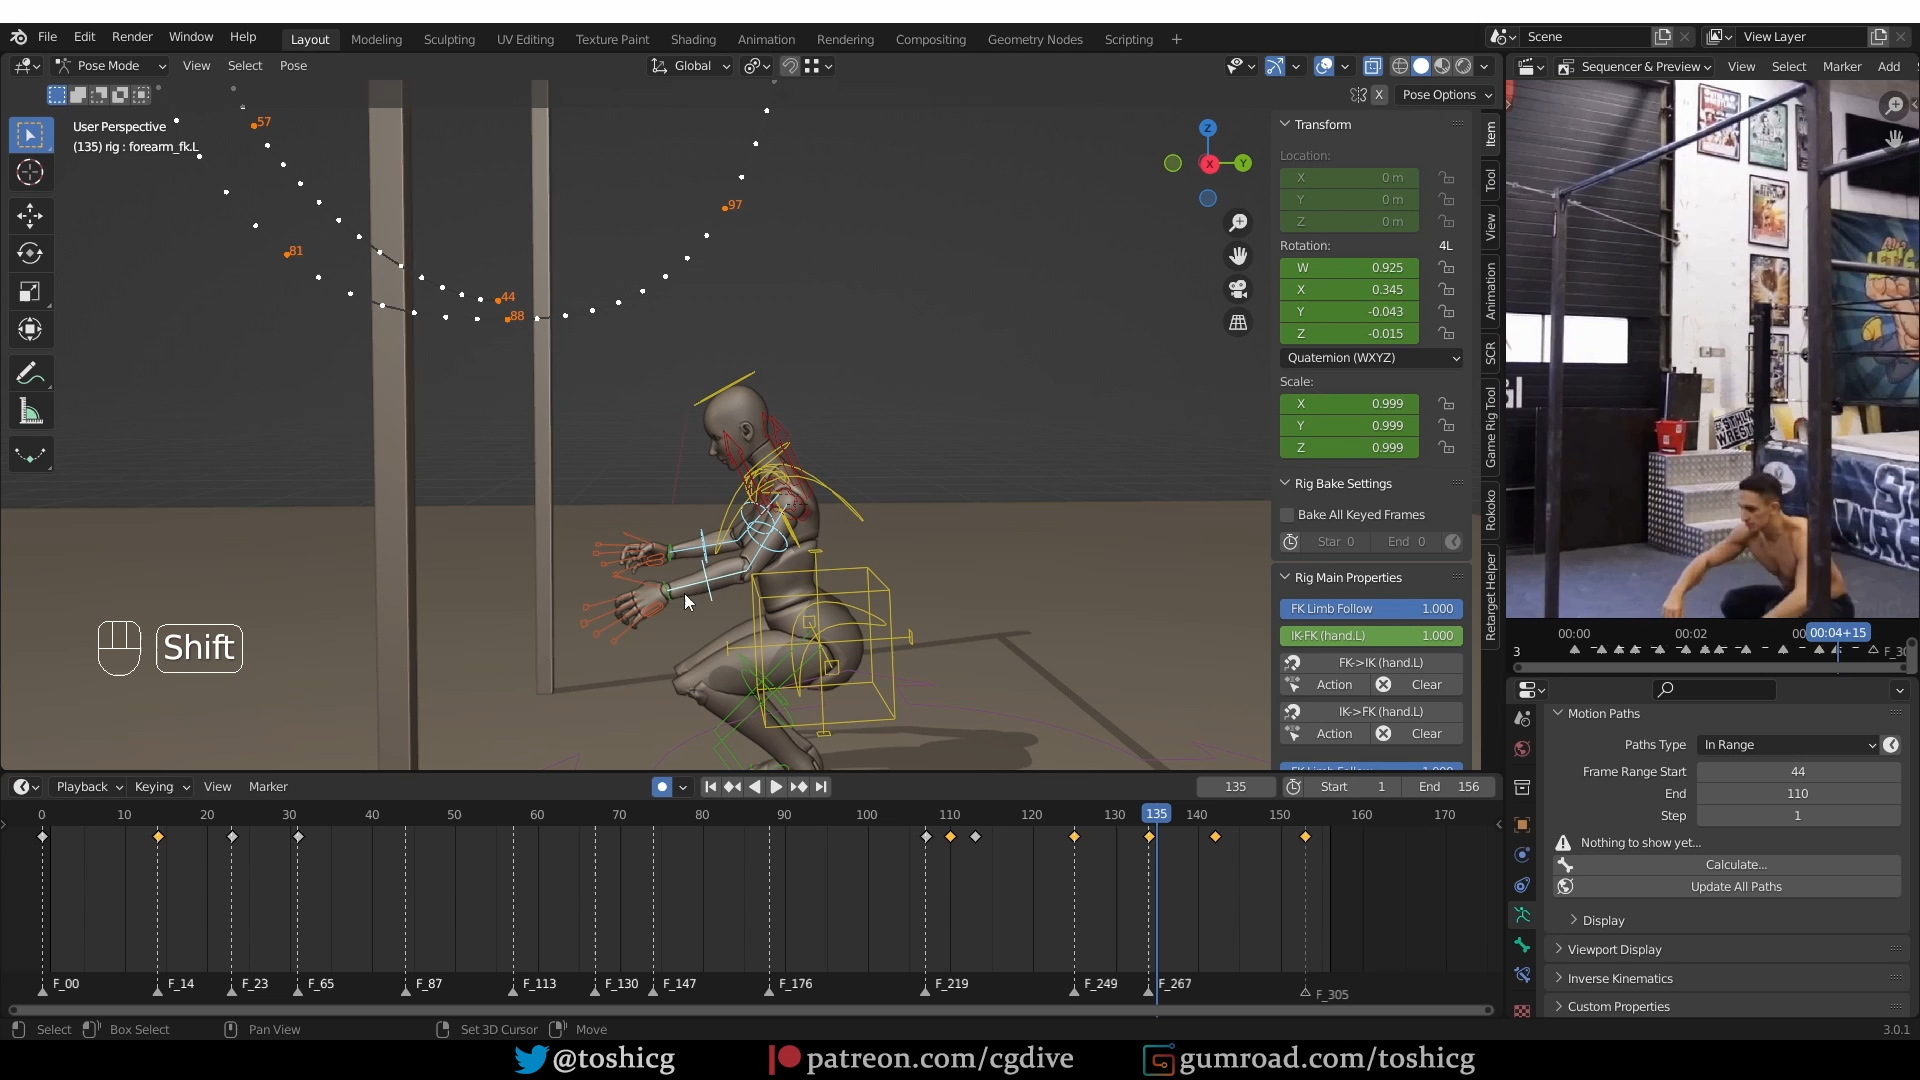 File Edit Render Window Help Layout Modeling Sculpting UV Editing Texture Paint Shading Animation Rendering Compositing Geometry Nodes Scripting + Scene View Layer
Pose Mode View Select Pose Global Sequencer & Preview View Select Marker Add
X Pose Options
User Perspective
(135) rig : forearm_fk.L
57
97
81
44
88
Z
X
Y
Transform
Location:
X 0 m
Y 0 m
Z 0 m
Rotation: 4L
W 0.925
X 0.345
Y -0.043
Z -0.015
Quaternion (WXYZ)
Scale:
X 0.999
Y 0.999
Z 0.999
Rig Bake Settings
Bake All Keyed Frames
Star 0 End 0
Rig Main Properties
FK Limb Follow 1.000
IK-FK (hand.L) 1.000
FK->IK (hand.L)
Action Clear
IK->FK (hand.L)
Action Clear
Item
Tool
View
Animation
SCR
Game Rig Tool
Rokoko
Retarget Helper
Shift
00:00 00:02 00 00:04+15
3 F_30
Motion Paths
Paths Type In Range
Frame Range Start 44
End 110
Step 1
Nothing to show yet...
Calculate...
Update All Paths
Display
Viewport Display
Inverse Kinematics
Custom Properties
Playback Keying View Marker 135 Start 1 End 156
0 10 20 30 40 50 60 70 80 90 100 110 120 130 135 140 150 160 170
F_00 F_14 F_23 F_65 F_87 F_113 F_130 F_147 F_176 F_219 F_249 F_267 F_305
Select Box Select Pan View Set 3D Cursor Move 3.0.1
@toshicg patreon.com/cgdive gumroad.com/toshicg